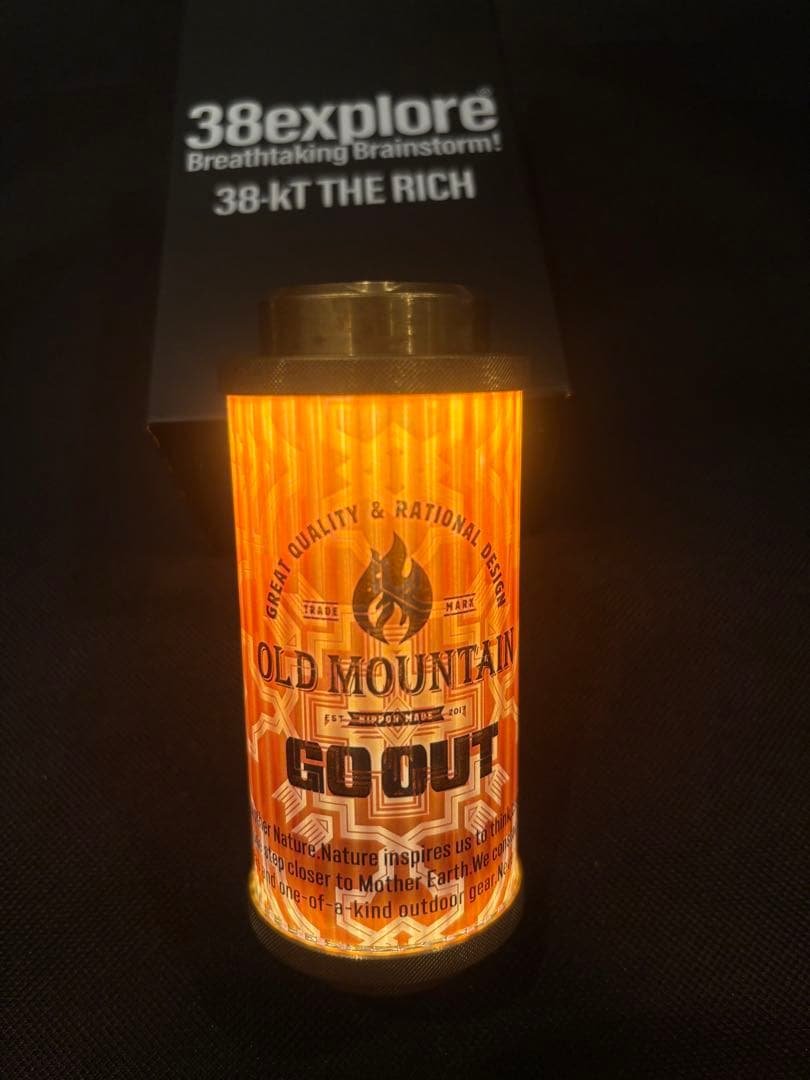 38explore®
Breathtaking Brainstorm!
38-kT THE RICH
GREAT QUALITY & RATIONAL DESIGN
TRADE MARK
OLD MOUNTAIN
EST NIPPON MADE 2017
GO OUT
Nature.Nature inspires us to think
step closer to Mother Earth.We
one-of-a-kind outdoor gear.